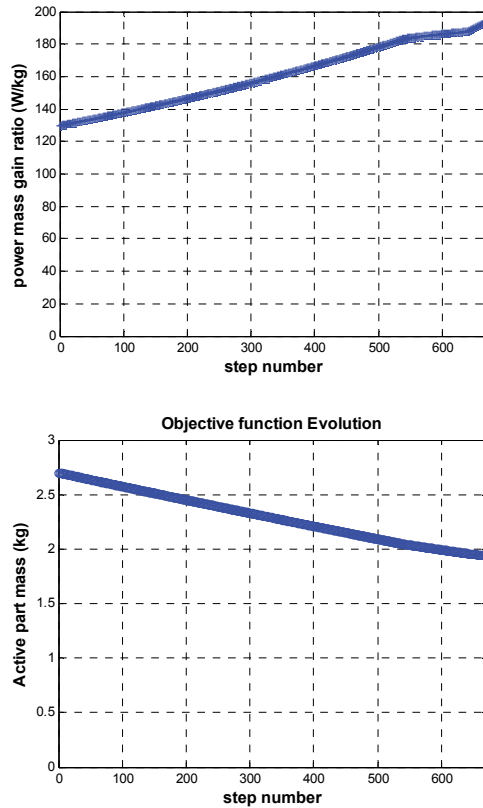 200
180
160
140
120
100
80
60
40
20
0
power mass gain ratio (W/kg)
0 100 200 300 400 500 600
step number
Objective function Evolution
3
2.5
2
1.5
1
0.5
0
Active part mass (kg)
0 100 200 300 400 500 600
step number